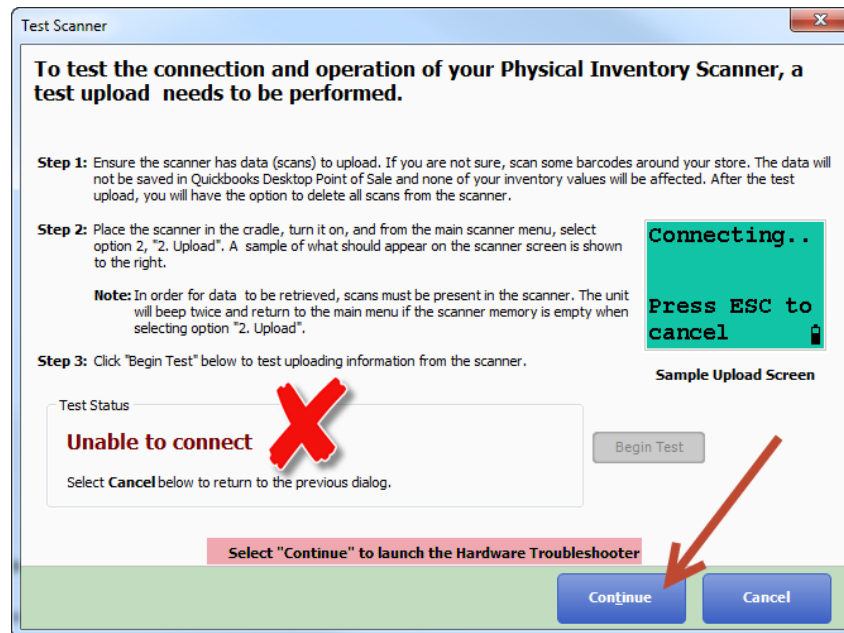 Test Scanner
To test the connection and operation of your Physical Inventory Scanner, a
test upload needs to be performed.
Step 1: Ensure the scanner has data (scans) to upload. If you are not sure, scan some barcodes around your store. The data will
not be saved in Quickbooks Desktop Point of Sale and none of your inventory values will be affected. After the test
upload, you will have the option to delete all scans from the scanner.
Step 2: Place the scanner in the cradle, turn it on, and from the main scanner menu, select
option 2, "2. Upload". A sample of what should appear on the scanner screen is shown
to the right.
Note: In order for data to be retrieved, scans must be present in the scanner. The unit
will beep twice and return to the main menu if the scanner memory is empty when
selecting option "2. Upload".
Connecting..
Press ESC to
cancel
Sample Upload Screen
Step 3: Click "Begin Test" below to test uploading information from the scanner.
Test Status
Unable to connect
Select Cancel below to return to the previous dialog.
Begin Test
Select "Continue" to launch the Hardware Troubleshooter
Continue
Cancel